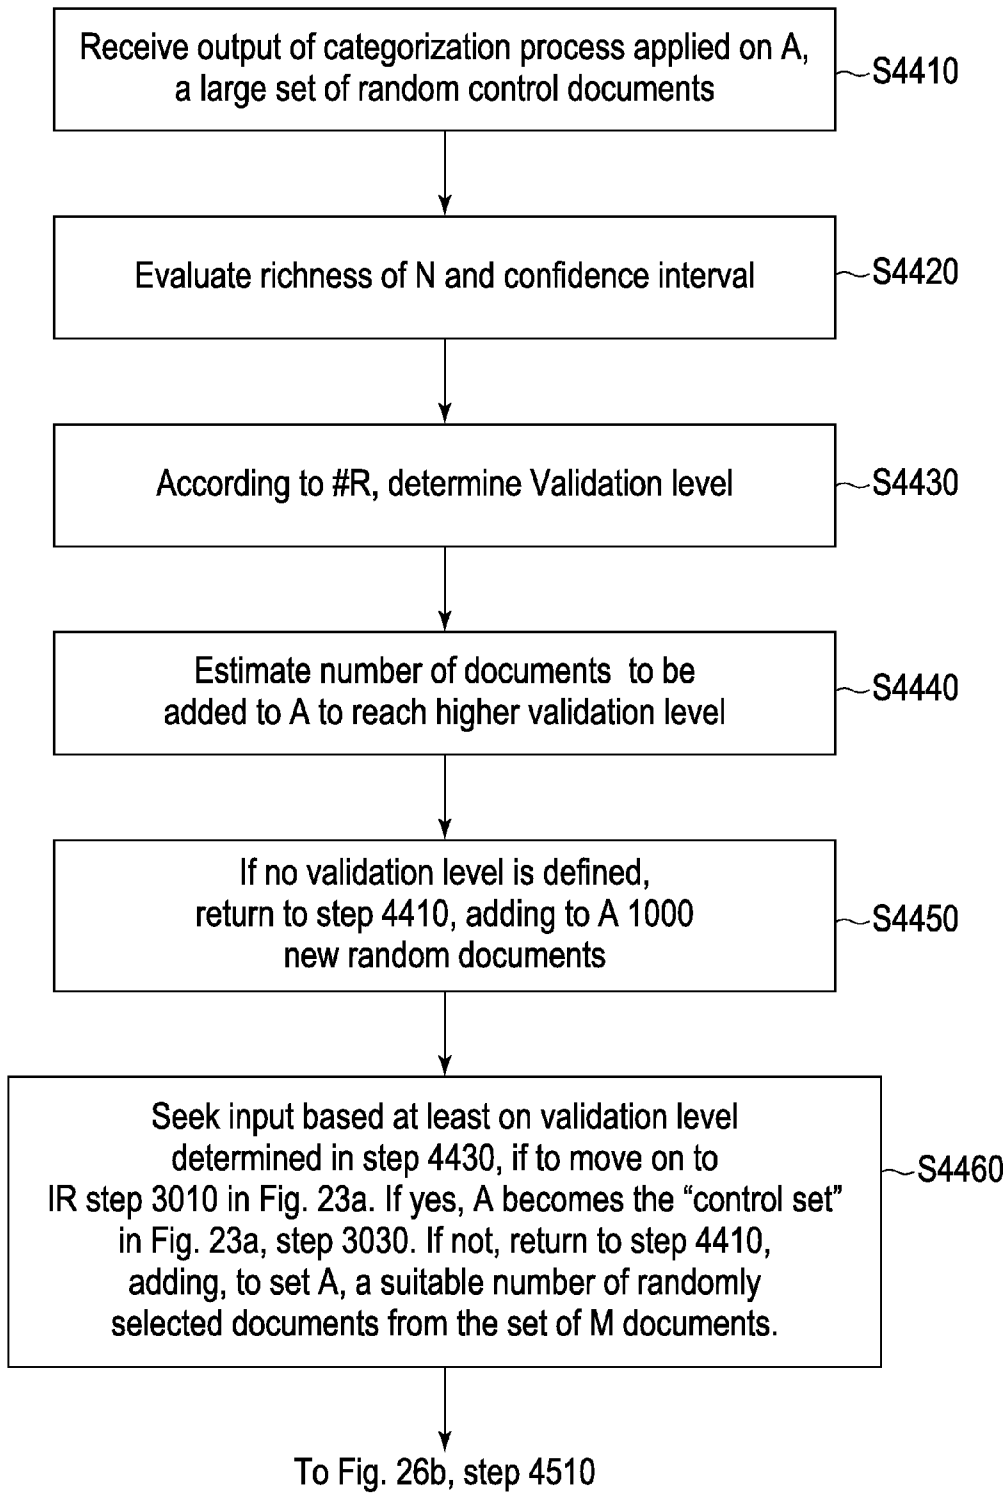 Receive output of categorization process applied on A,
a large set of random control documents
S4410
Evaluate richness of N and confidence interval
S4420
According to #R, determine Validation level
S4430
Estimate number of documents to be
added to A to reach higher validation level
S4440
If no validation level is defined,
return to step 4410, adding to A 1000
new random documents
S4450
Seek input based at least on validation level
determined in step 4430, if to move on to
IR step 3010 in Fig. 23a. If yes, A becomes the “control set”
in Fig. 23a, step 3030. If not, return to step 4410,
adding, to set A, a suitable number of randomly
selected documents from the set of M documents.
S4460
To Fig. 26b, step 4510